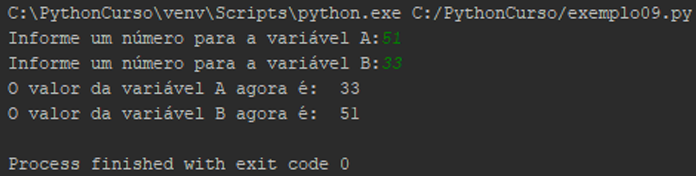 C:\PythonCurso\venv\Scripts\python.exe C:/PythonCurso/exemplo09.py
Informe um número para a variável A:51
Informe um número para a variável B:33
O valor da variável A agora é:  33
O valor da variável B agora é:  51
Process finished with exit code 0